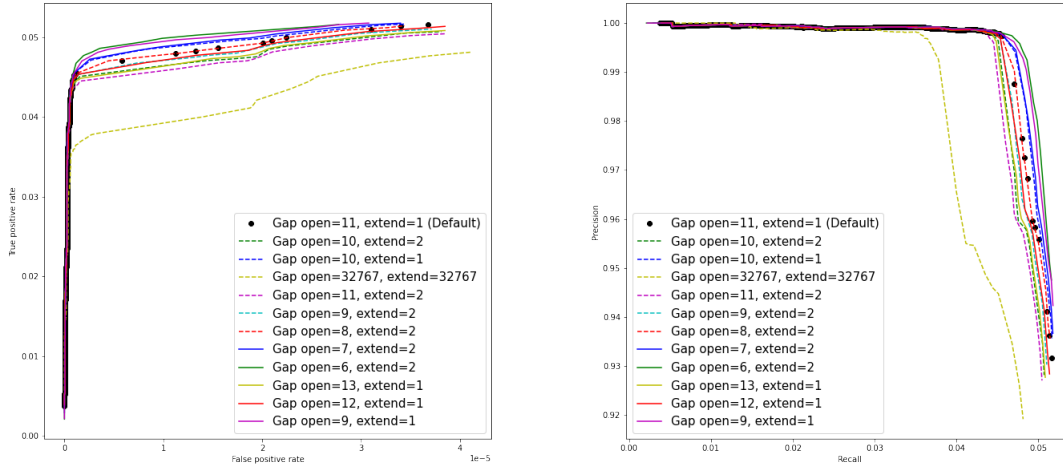 0.05
0.04
0.03
0.02
0.01
0.00
True positive rate
0
1
2
3
4
1e−5
False positive rate
Gap open=11, extend=1 (Default)
Gap open=10, extend=2
Gap open=10, extend=1
Gap open=32767, extend=32767
Gap open=11, extend=2
Gap open=9, extend=2
Gap open=8, extend=2
Gap open=7, extend=2
Gap open=6, extend=2
Gap open=13, extend=1
Gap open=12, extend=1
Gap open=9, extend=1
1.00
0.99
0.98
0.97
0.96
0.95
0.94
0.93
0.92
Precision
0.00
0.01
0.02
0.03
0.04
0.05
Recall
Gap open=11, extend=1 (Default)
Gap open=10, extend=2
Gap open=10, extend=1
Gap open=32767, extend=32767
Gap open=11, extend=2
Gap open=9, extend=2
Gap open=8, extend=2
Gap open=7, extend=2
Gap open=6, extend=2
Gap open=13, extend=1
Gap open=12, extend=1
Gap open=9, extend=1